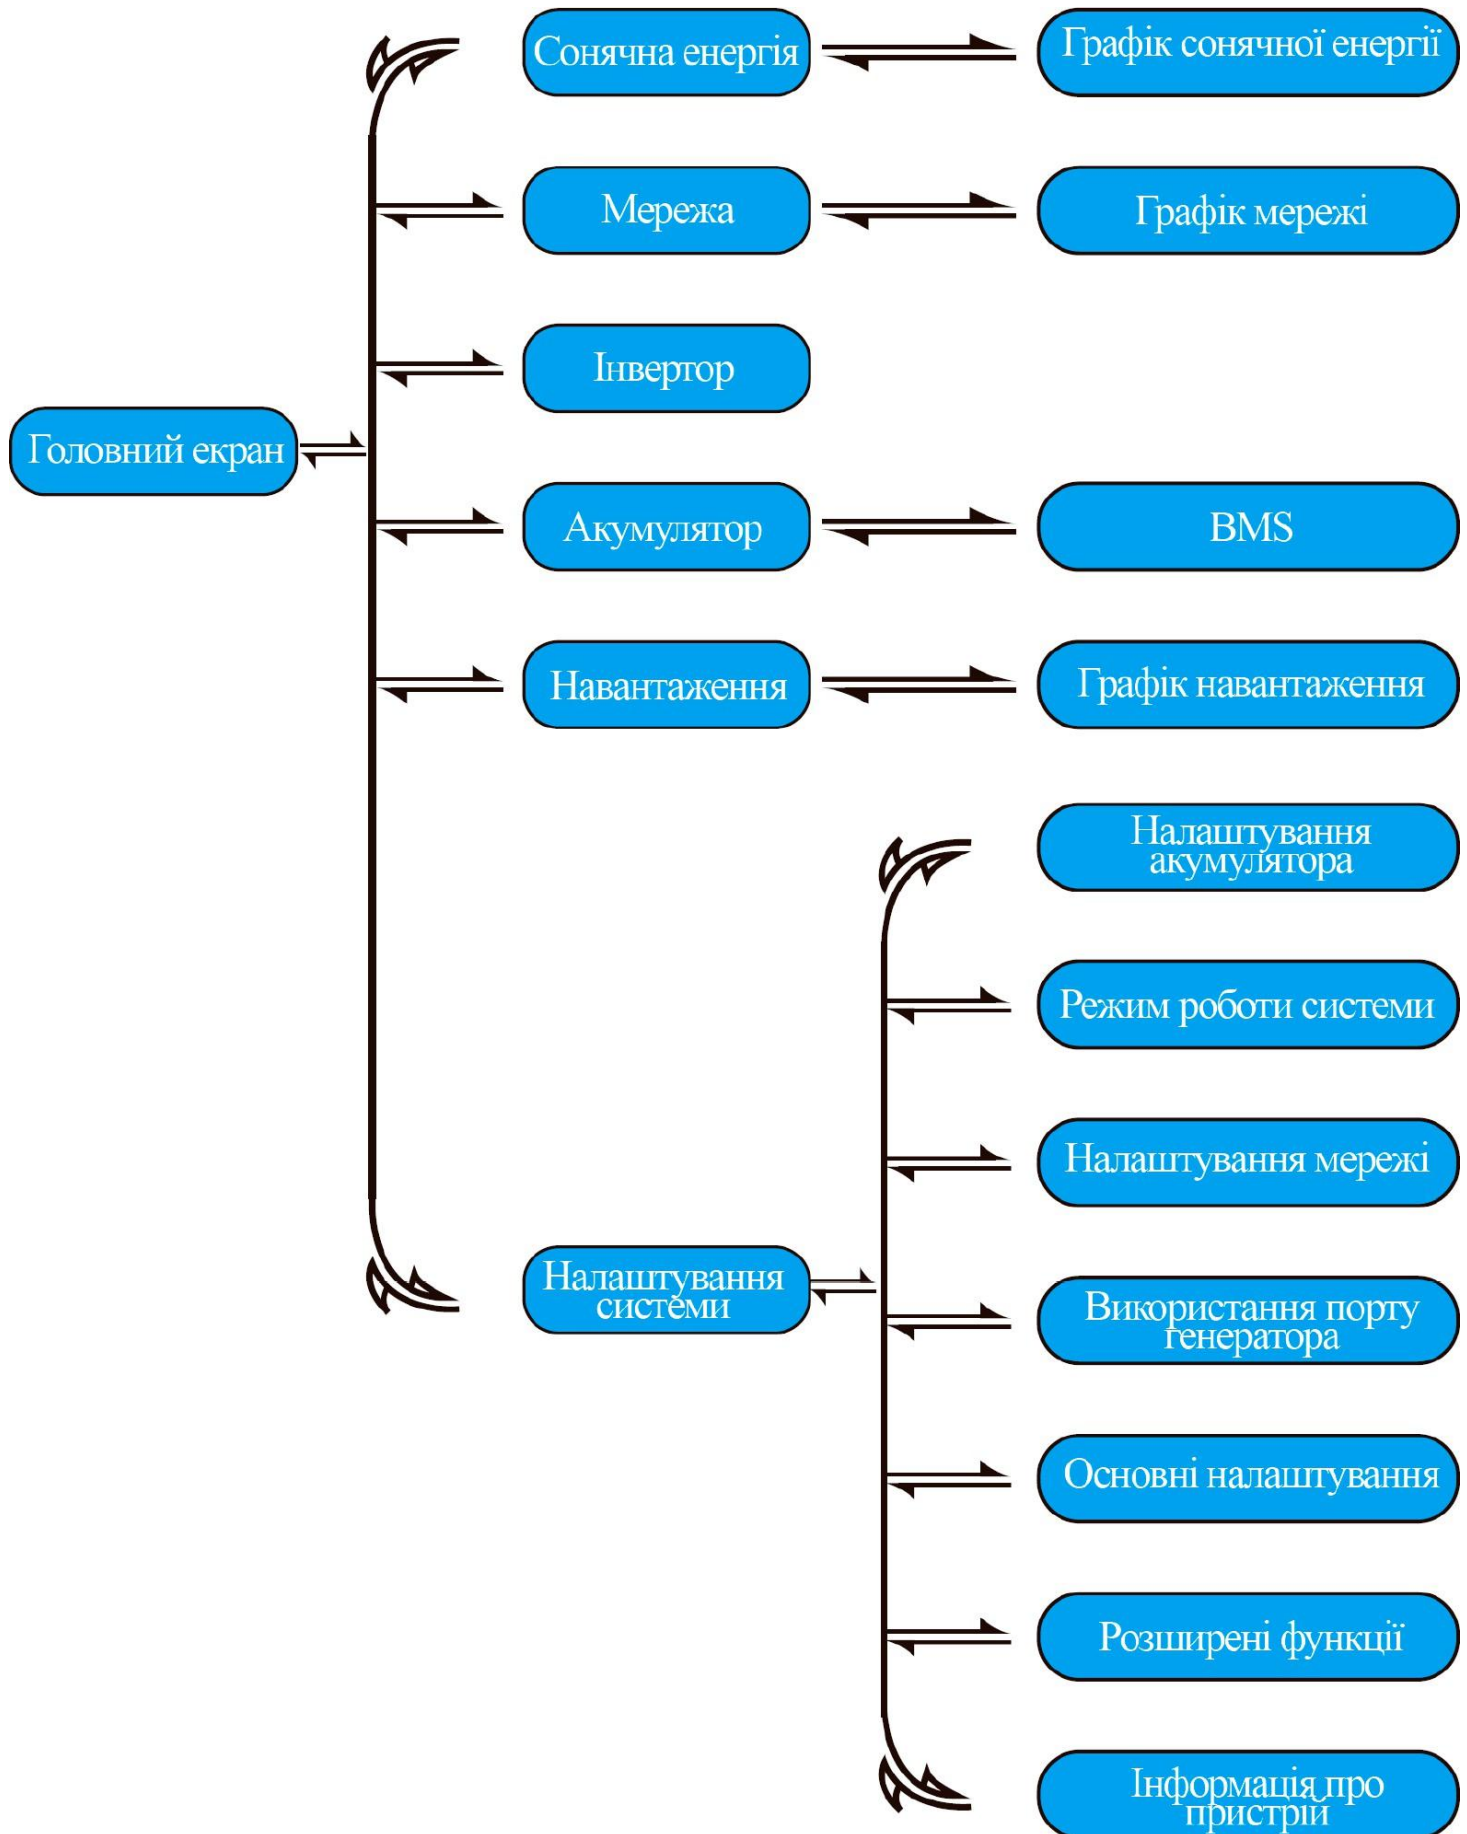 Сонячна енергія
Графік сонячної енергії
Мережа
Графік мережі
Інвертор
Головний екран
Акумулятор
BMS
Навантаження
Графік навантаження
Налаштування
акумулятора
Режим роботи системи
Налаштування мережі
Налаштування
системи
Використання порту
генератора
Основні налаштування
Розширені функції
Інформація про
пристрій